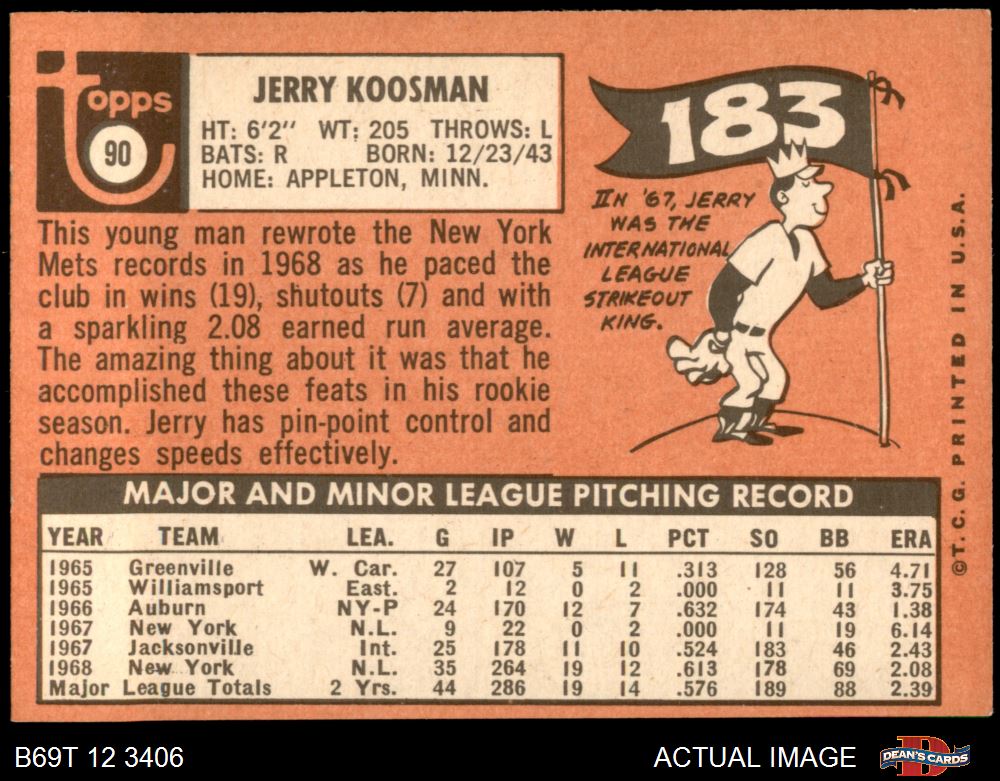 Topps
90
JERRY KOOSMAN
HT: 6'2" WT: 205 THROWS: L
BATS: R BORN: 12/23/43
HOME: APPLETON, MINN.
This young man rewrote the New York
Mets records in 1968 as he paced the
club in wins (19), shutouts (7) and with
a sparkling 2.08 earned run average.
The amazing thing about it was that he
accomplished these feats in his rookie
season. Jerry has pin-point control and
changes speeds effectively.
183
IN '67, JERRY
WAS THE
INTERNATIONAL
LEAGUE
STRIKEOUT
KING.
©T.C.G. PRINTED IN U.S.A.
MAJOR AND MINOR LEAGUE PITCHING RECORD
YEAR TEAM LEA. G IP W L PCT SO BB ERA
1965 Greenville W. Car. 27 107 5 11 .313 128 56 4.71
1965 Williamsport East. 2 12 0 2 .000 11 11 3.75
1966 Auburn NY-P 24 170 12 7 .632 174 43 1.38
1967 New York N.L. 9 22 0 2 .000 11 19 6.14
1967 Jacksonville Int. 25 178 11 10 .524 183 46 2.43
1968 New York N.L. 35 264 19 12 .613 178 69 2.08
Major League Totals 2 Yrs. 44 286 19 14 .576 189 88 2.39
B69T 12 3406
ACTUAL IMAGE
D
DEAN'S CARDS